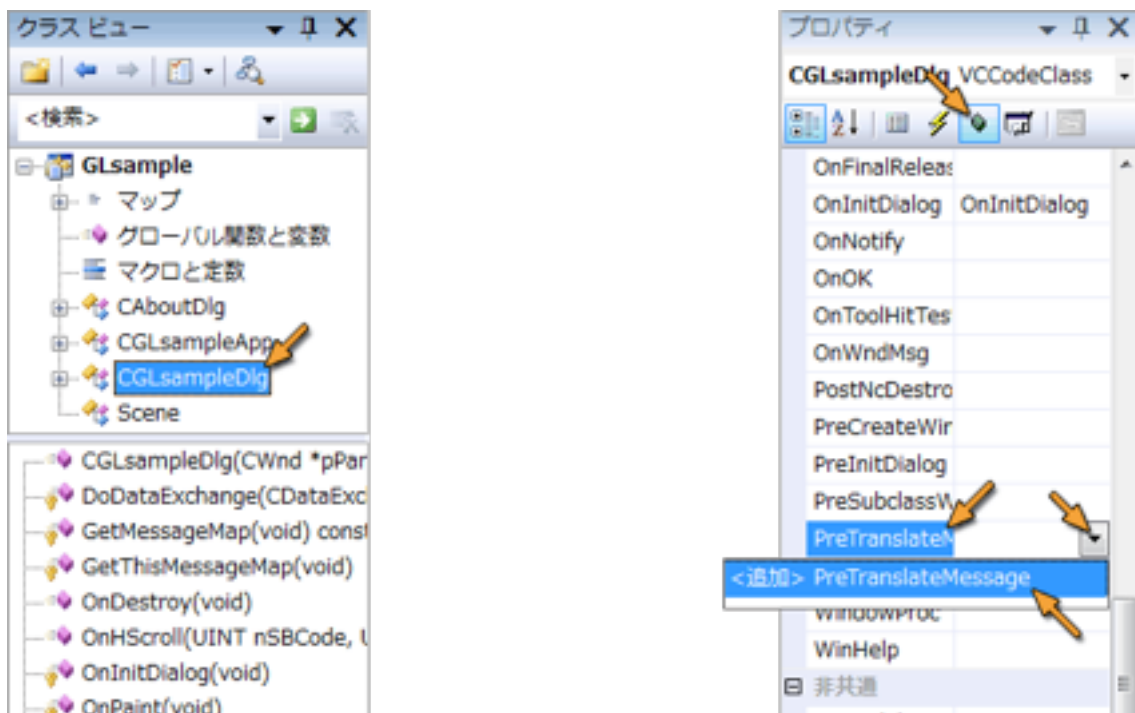 クラス ビュー
<検索>
GLsample
マップ
グローバル関数と変数
マクロと定数
CAboutDlg
CGLsampleApp
CGLsampleDlg
Scene
CGLsampleDlg(CWnd *pPar
DoDataExchange(CDataExc
GetMessageMap(void) const
GetThisMessageMap(void)
OnDestroy(void)
OnHScroll(UINT nSBCode, U
OnInitDialog(void)
OnPaint(void)
プロパティ
CGLsampleDlg VCCodeClass
OnFinalReleas
OnInitDialog OnInitDialog
OnNotify
OnOK
OnToolHitTes
OnWndMsg
PostNcDestro
PreCreateWin
PreInitDialog
PreSubclassW
PreTranslateM
<追加> PreTranslateMessage
WindowProc
WinHelp
非共通